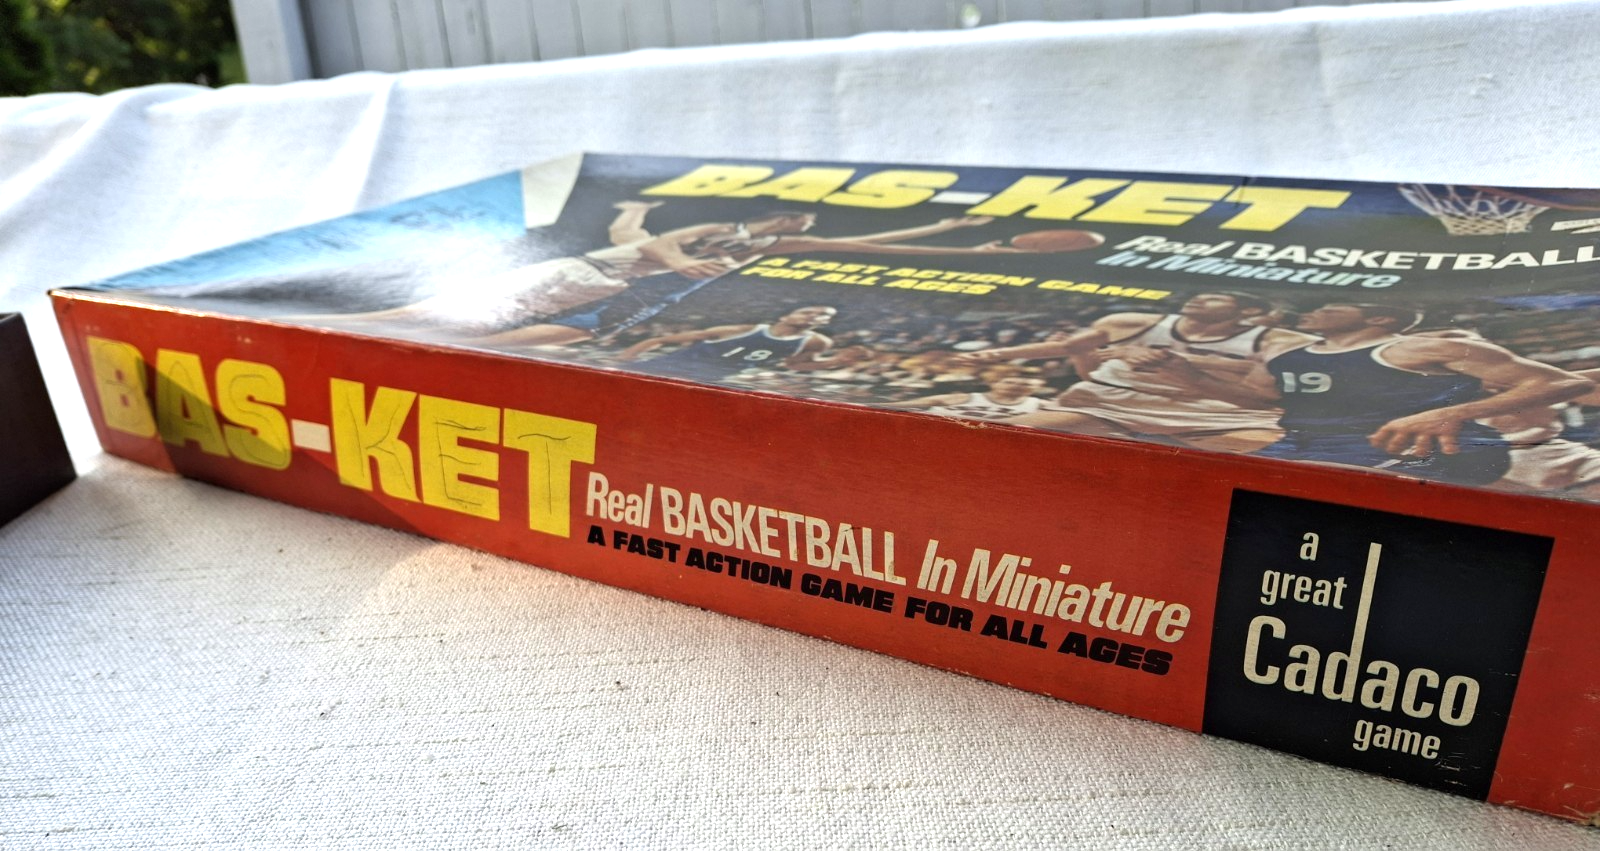 BAS-KET
Real BASKETBALL
In Miniature
A FAST ACTION GAME
FOR ALL AGES
19
19
BAS-KET
Real BASKETBALL In Miniature
A FAST ACTION GAME FOR ALL AGES
a
great
Cadaco
game